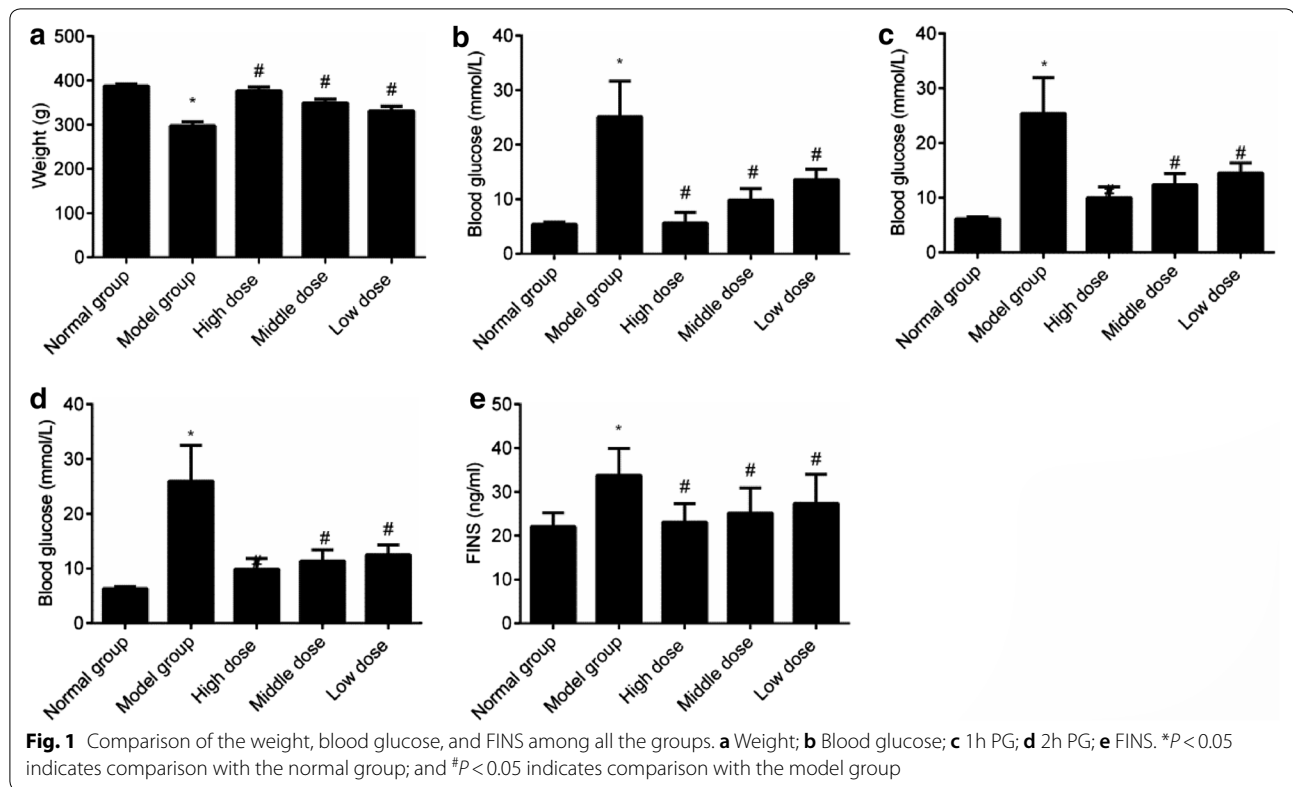 a
500
400
300
200
100
0
Weight (g)
*
#
#
#
Normal group
Model group
High dose
Middle dose
Low dose
b
40
30
20
10
0
Blood glucose (mmol/L)
*
#
#
#
Normal group
Model group
High dose
Middle dose
Low dose
c
40
30
20
10
0
Blood glucose (mmol/L)
*
#
#
#
Normal group
Model group
High dose
Middle dose
Low dose
d
40
30
20
10
0
Blood glucose (mmol/L)
*
#
#
#
Normal group
Model group
High dose
Middle dose
Low dose
e
50
40
30
20
10
0
FINS (ng/ml)
*
#
#
#
Normal group
Model group
High dose
Middle dose
Low dose
Fig. 1 Comparison of the weight, blood glucose, and FINS among all the groups. a Weight; b Blood glucose; c 1h PG; d 2h PG; e FINS. *P < 0.05
indicates comparison with the normal group; and #P < 0.05 indicates comparison with the model group